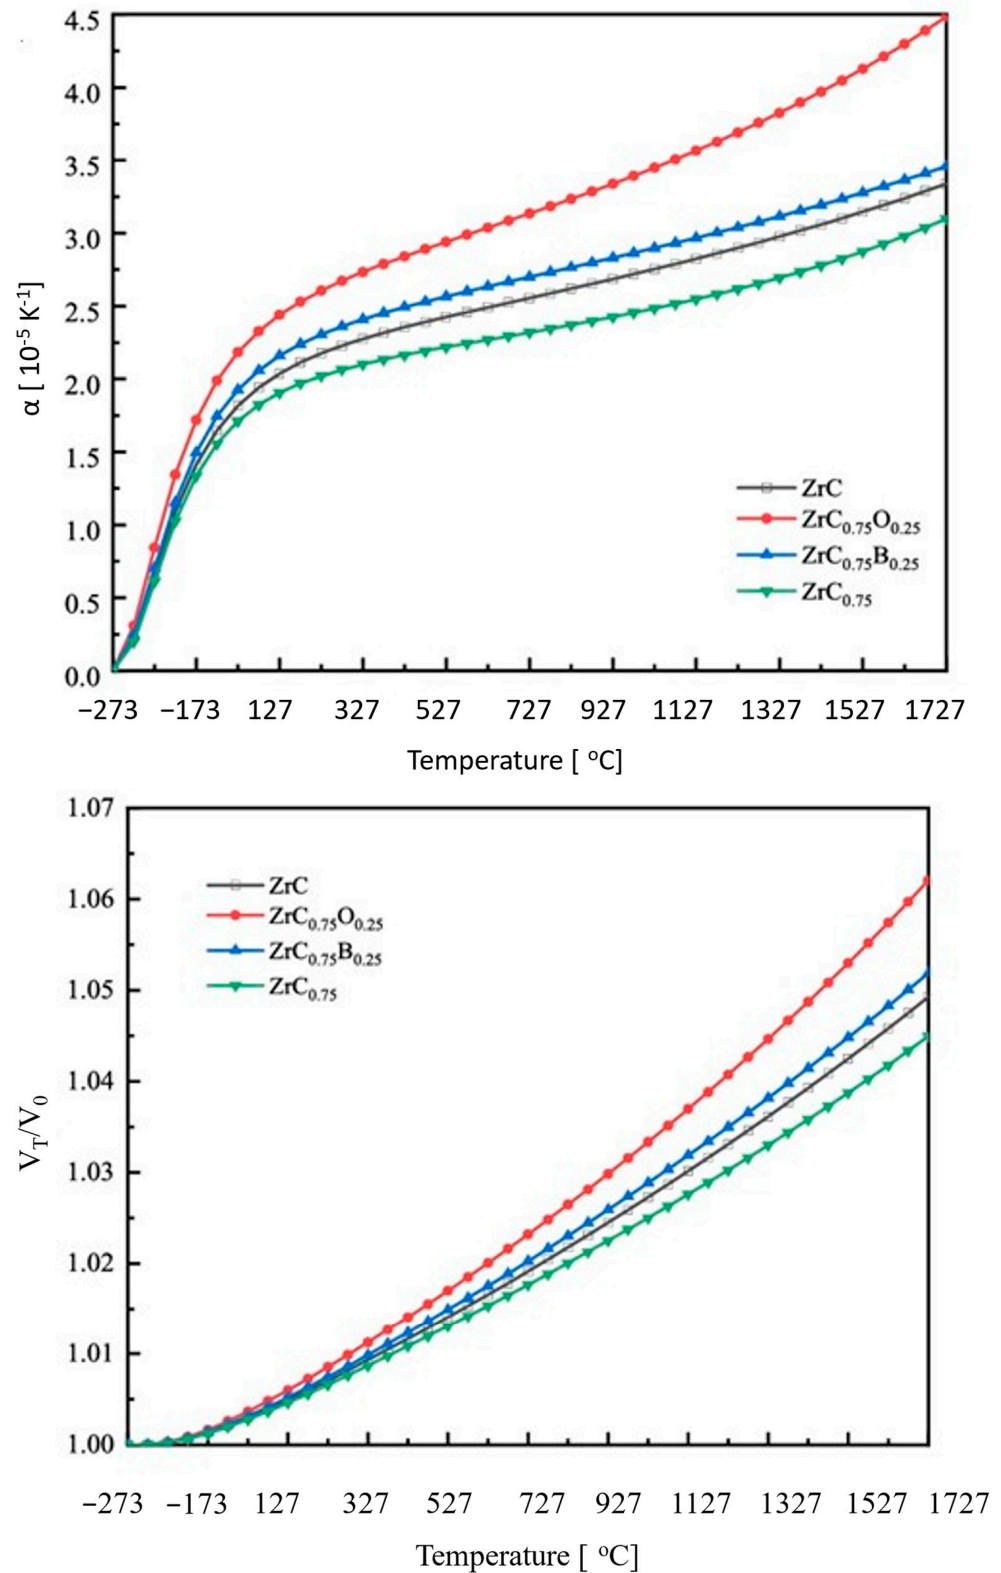 4.5
4.0
3.5
3.0
2.5
2.0
1.5
1.0
0.5
0.0
α [ 10⁻⁵ K⁻¹]
ZrC
ZrC₀.₇₅O₀.₂₅
ZrC₀.₇₅B₀.₂₅
ZrC₀.₇₅
−273 −173 127 327 527 727 927 1127 1327 1527 1727
Temperature [ ᵒC]
1.07
1.06
1.05
1.04
1.03
1.02
1.01
1.00
V_T/V₀
ZrC
ZrC₀.₇₅O₀.₂₅
ZrC₀.₇₅B₀.₂₅
ZrC₀.₇₅
−273 −173 127 327 527 727 927 1127 1327 1527 1727
Temperature [ ᵒC]